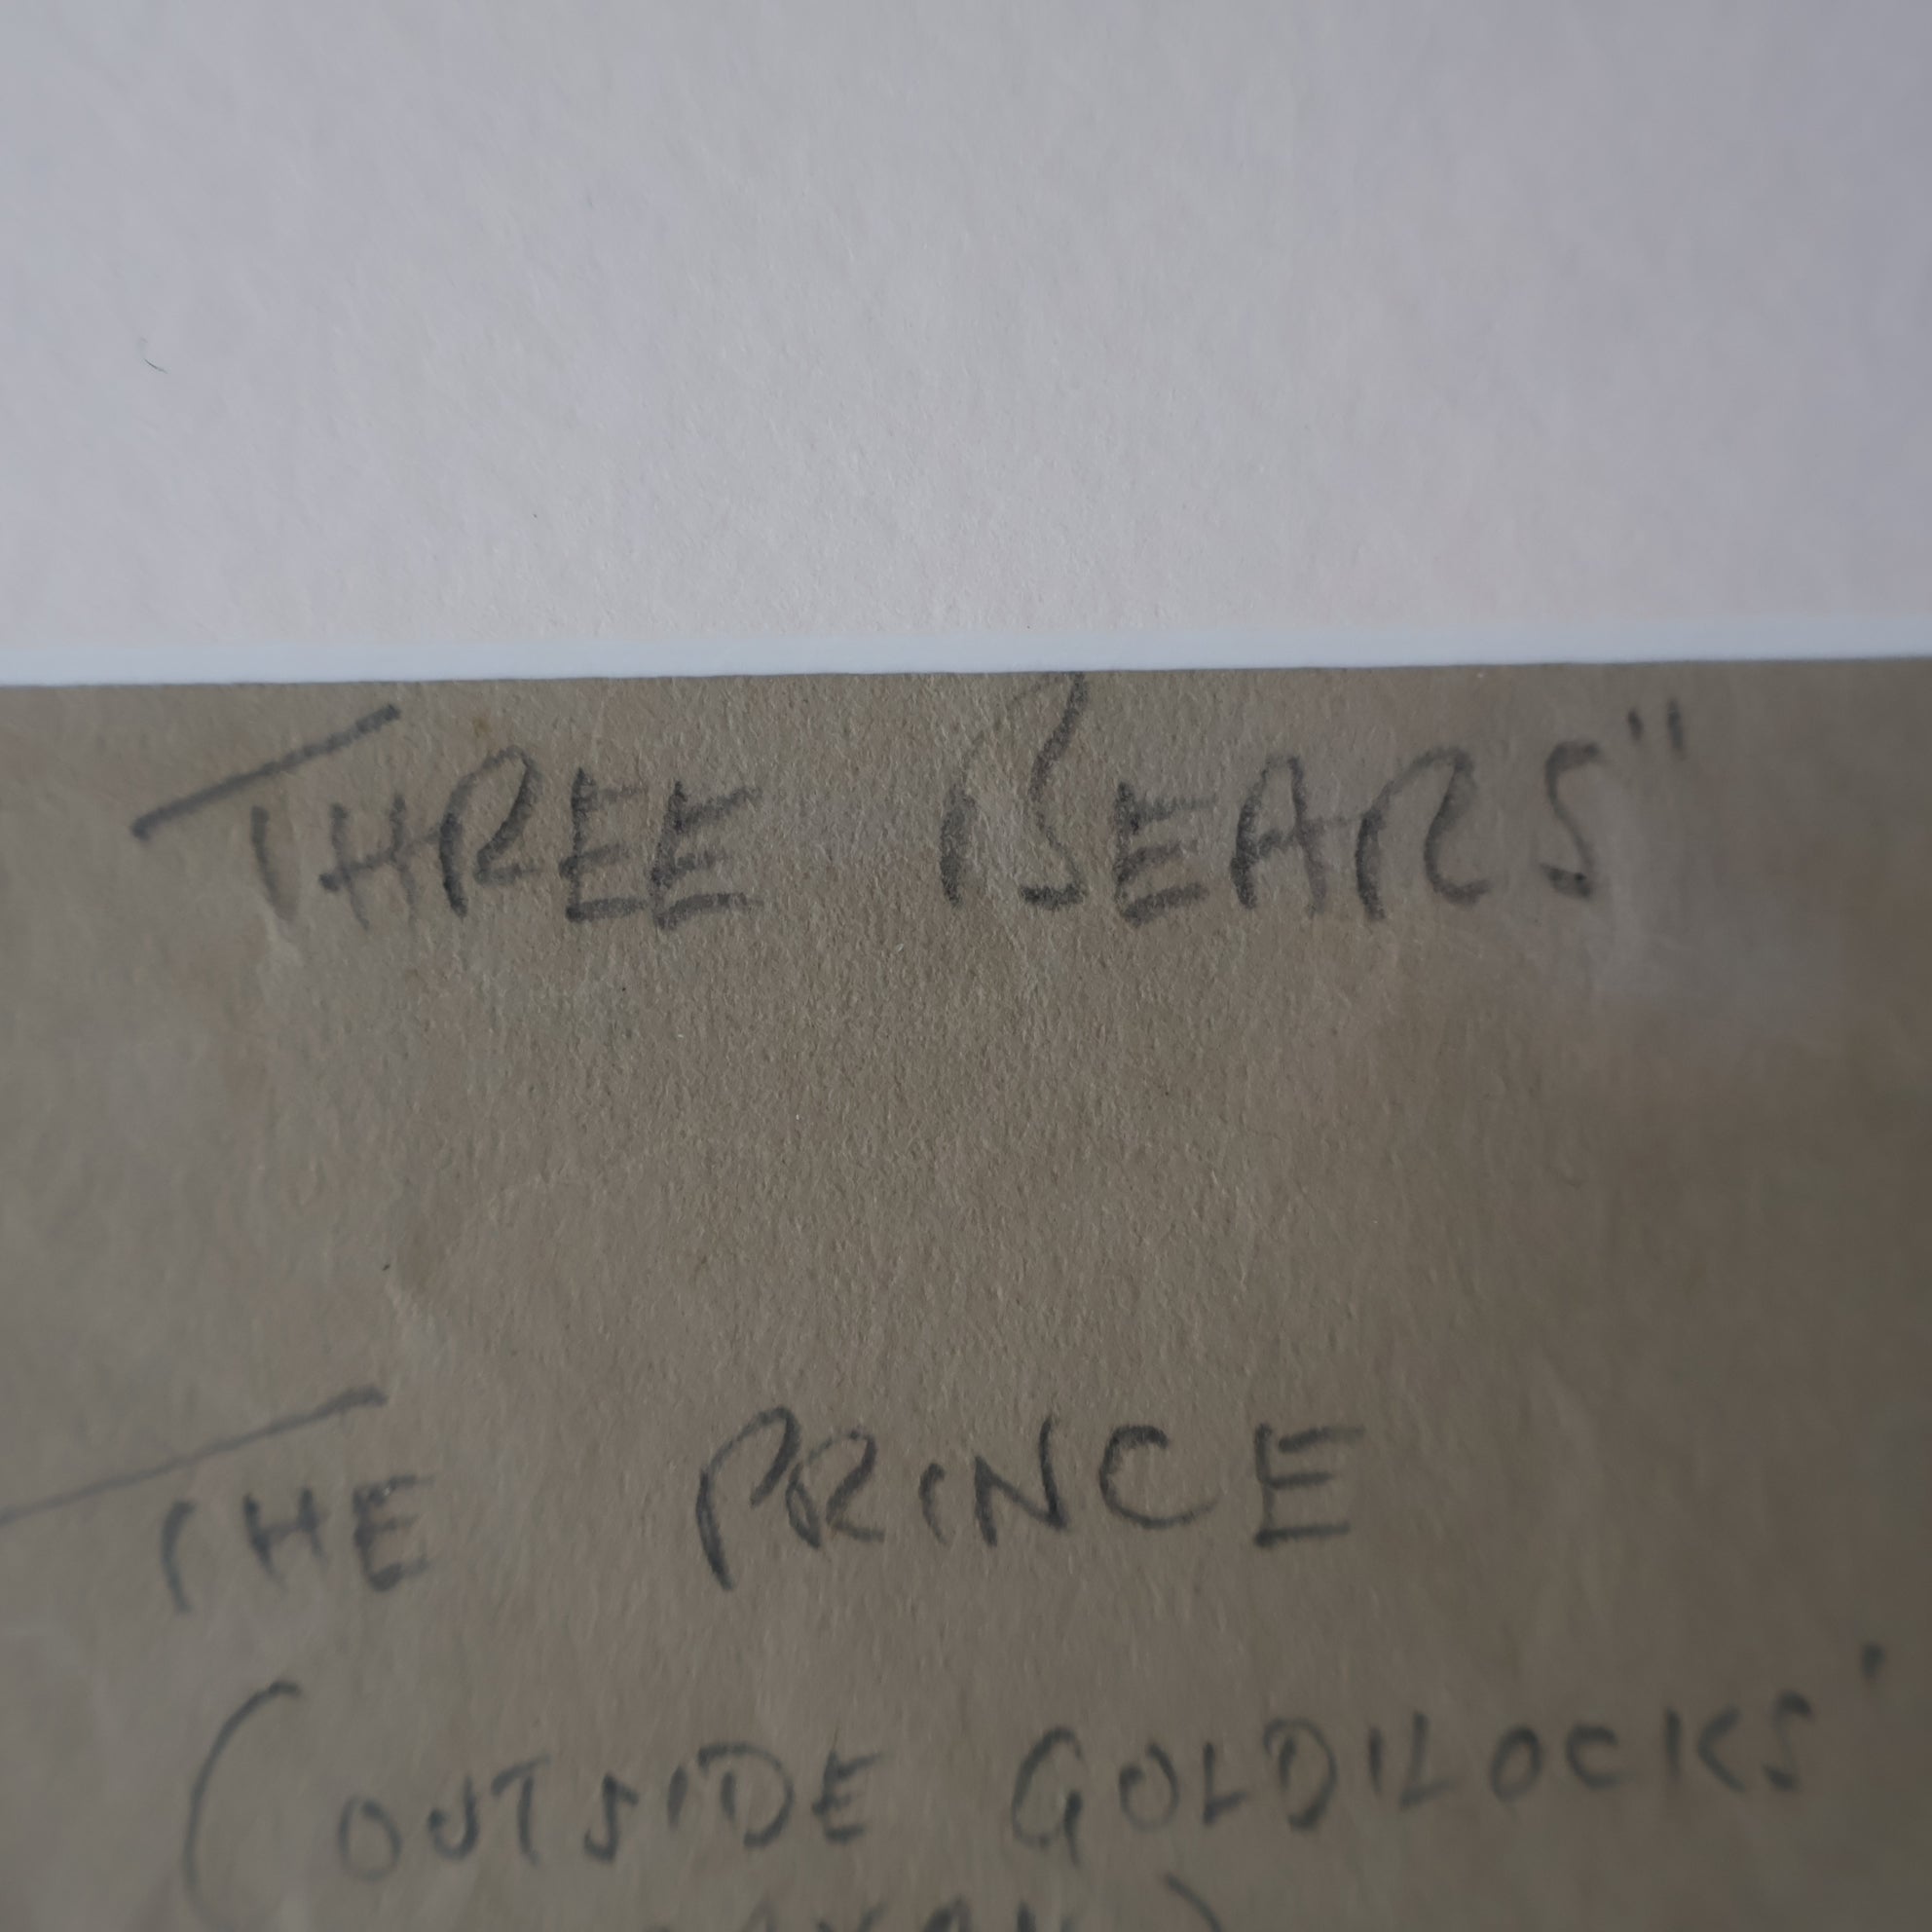 THREE BEARS"
THE PRINCE
(OUTSIDE GOLDILOCKS'